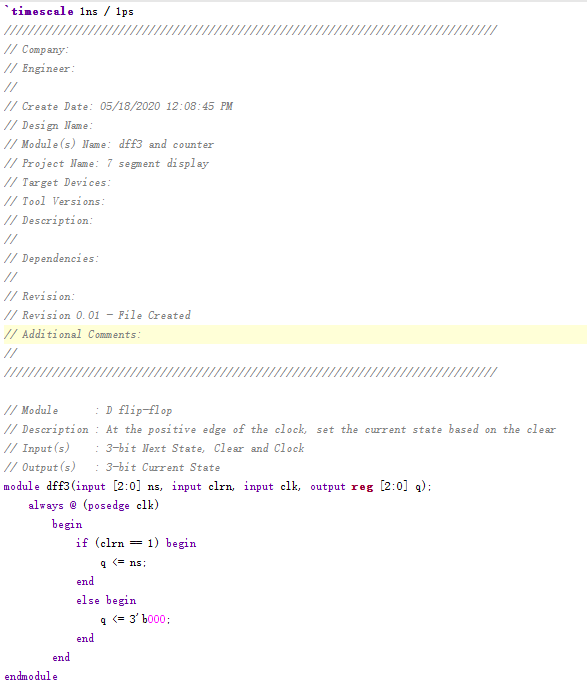 `timescale 1ns / 1ps
//////////////////////////////////////////////////////////////////////////////////
// Company:
// Engineer:
//
// Create Date: 05/18/2020 12:08:45 PM
// Design Name:
// Module(s) Name: dff3 and counter
// Project Name: 7 segment display
// Target Devices:
// Tool Versions:
// Description:
//
// Dependencies:
//
// Revision:
// Revision 0.01 - File Created
// Additional Comments:
//
//////////////////////////////////////////////////////////////////////////////////
// Module      : D flip-flop
// Description : At the positive edge of the clock, set the current state based on the clear
// Input(s)    : 3-bit Next State, Clear and Clock
// Output(s)   : 3-bit Current State
module dff3(input [2:0] ns, input clrn, input clk, output reg [2:0] q);
    always @ (posedge clk)
        begin
            if (clrn == 1) begin
                q <= ns;
            end
            else begin
                q <= 3'b000;
            end
        end
endmodule